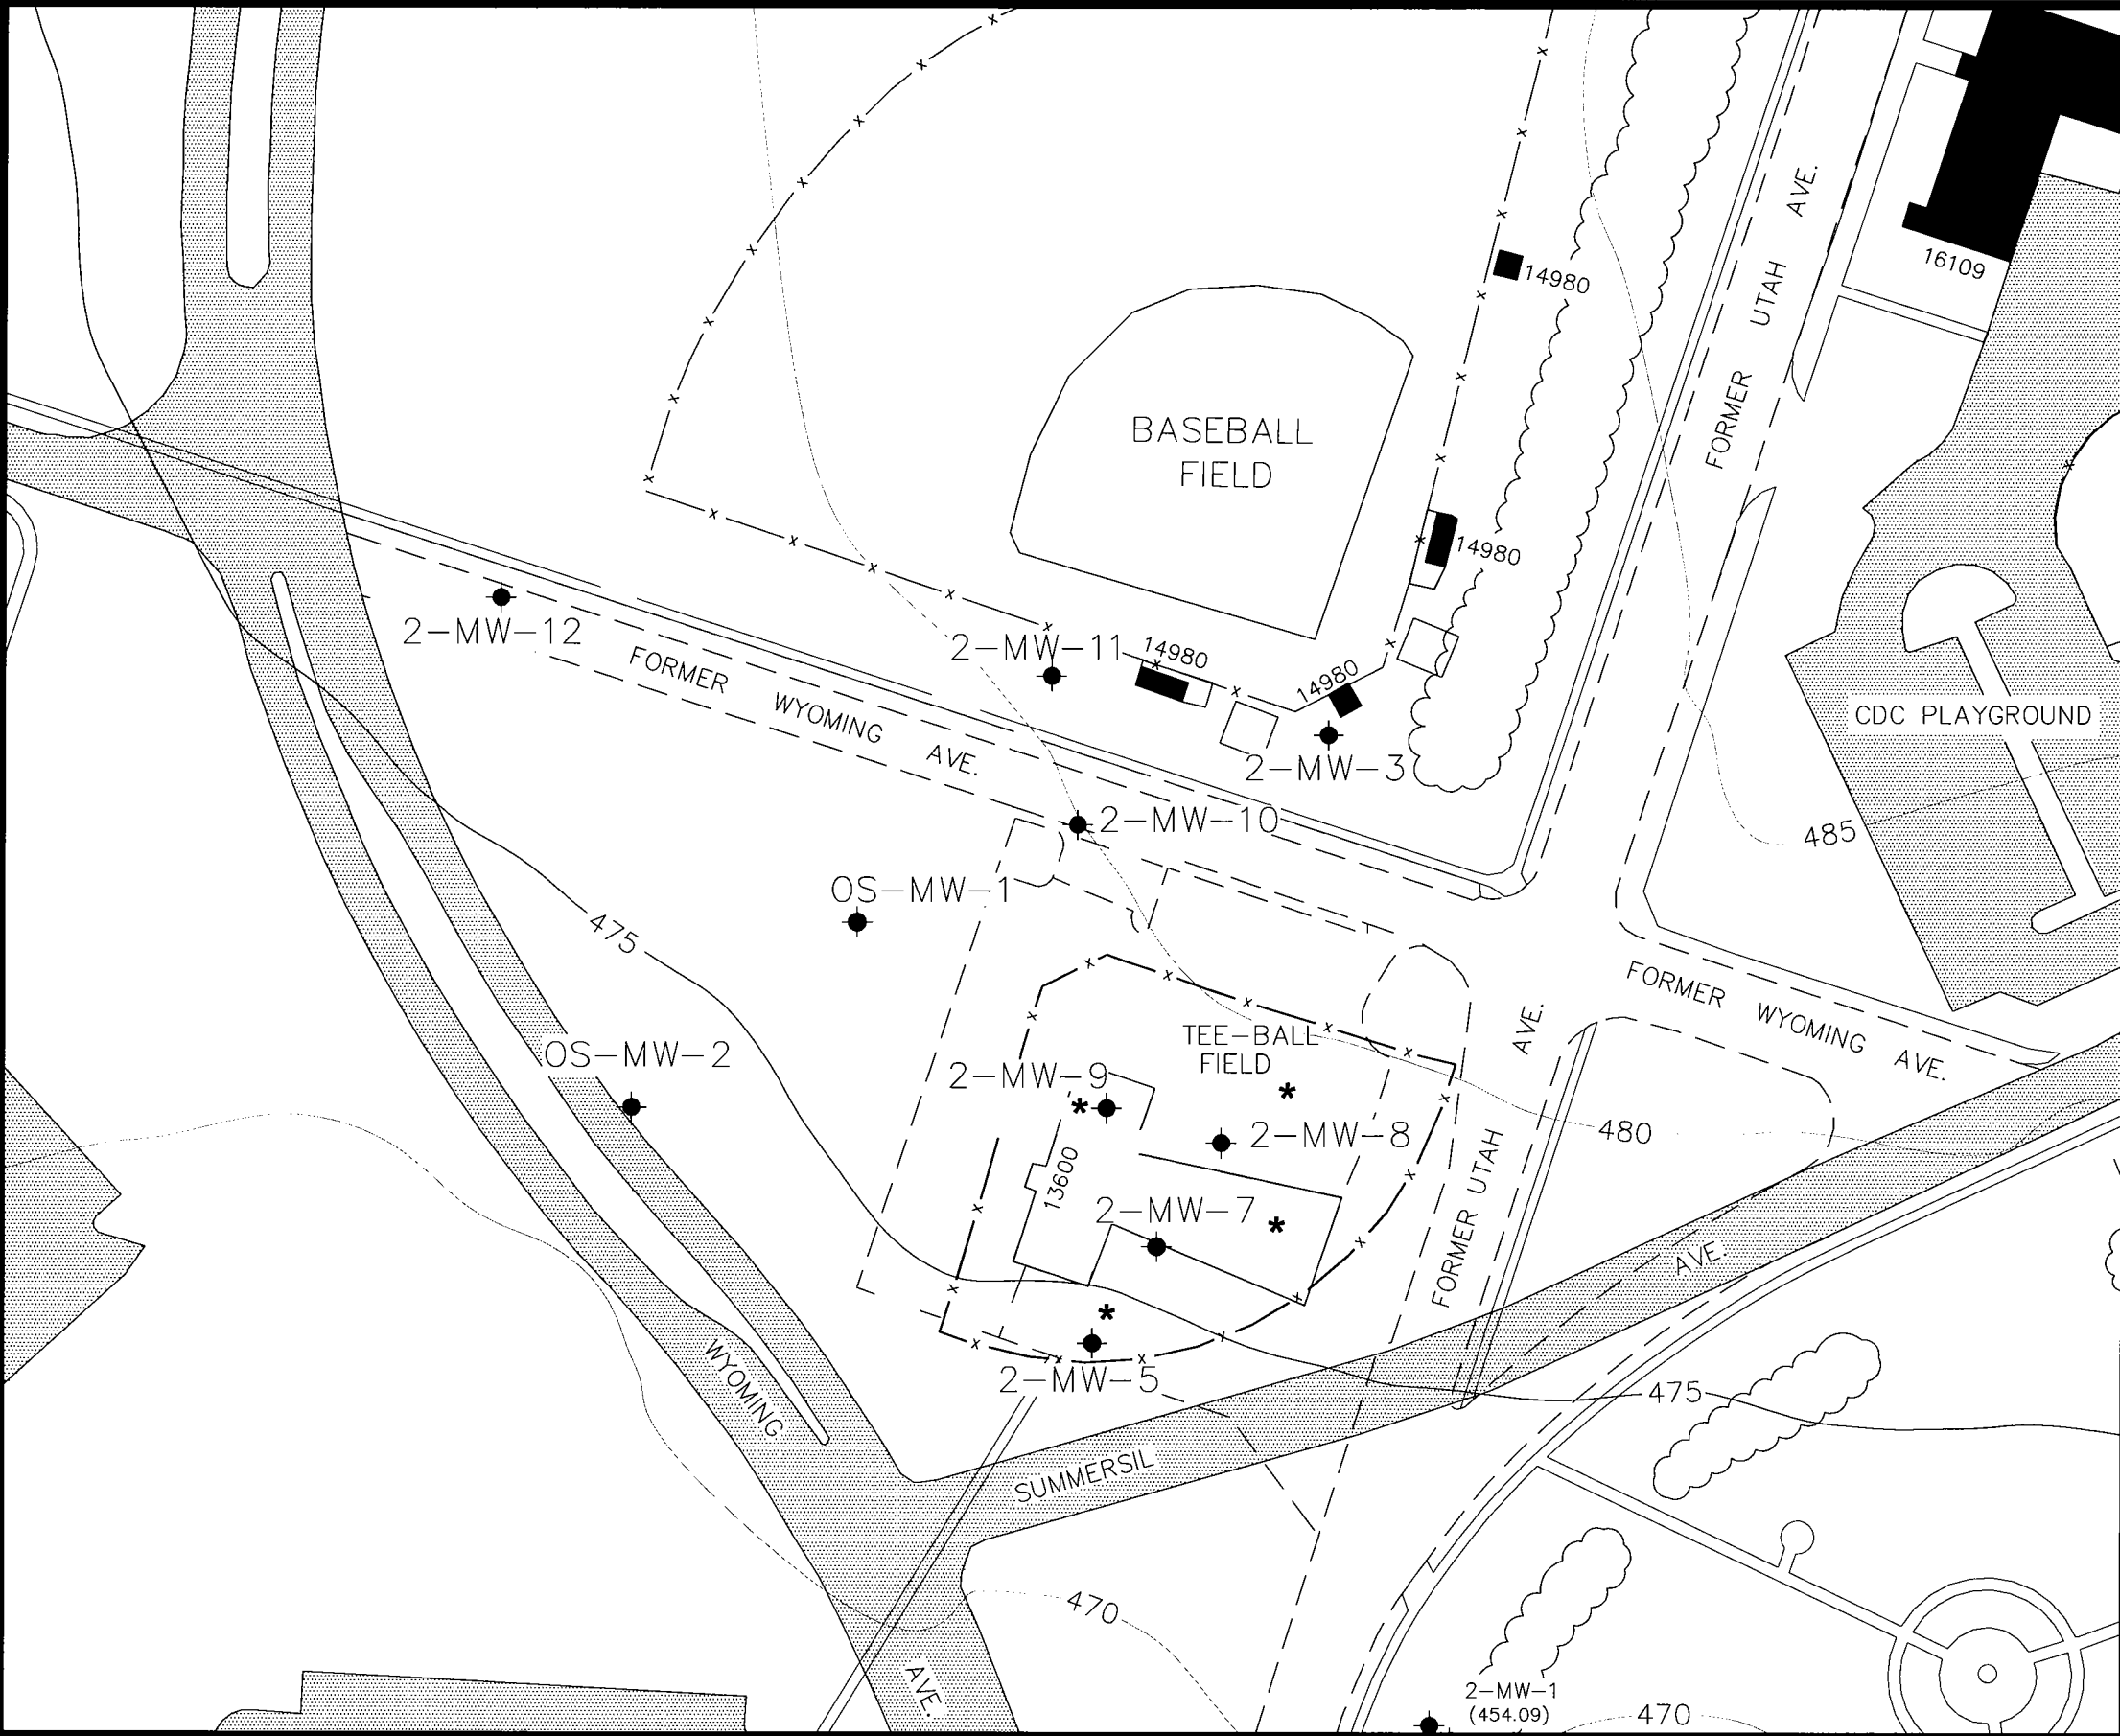 14980
16109
FORMER UTAH AVE.
BASEBALL
FIELD
14980
2-MW-12
FORMER WYOMING AVE.
2-MW-11
14980
14980
2-MW-3
CDC PLAYGROUND
2-MW-10
485
OS-MW-1
475
FORMER WYOMING AVE.
OS-MW-2
TEE-BALL
FIELD
2-MW-9
*
*
2-MW-8
480
13600
2-MW-7
*
FORMER UTAH AVE.
*
2-MW-5
475
WYOMING AVE.
SUMMERSIL AVE.
470
2-MW-1
(454.09)
470